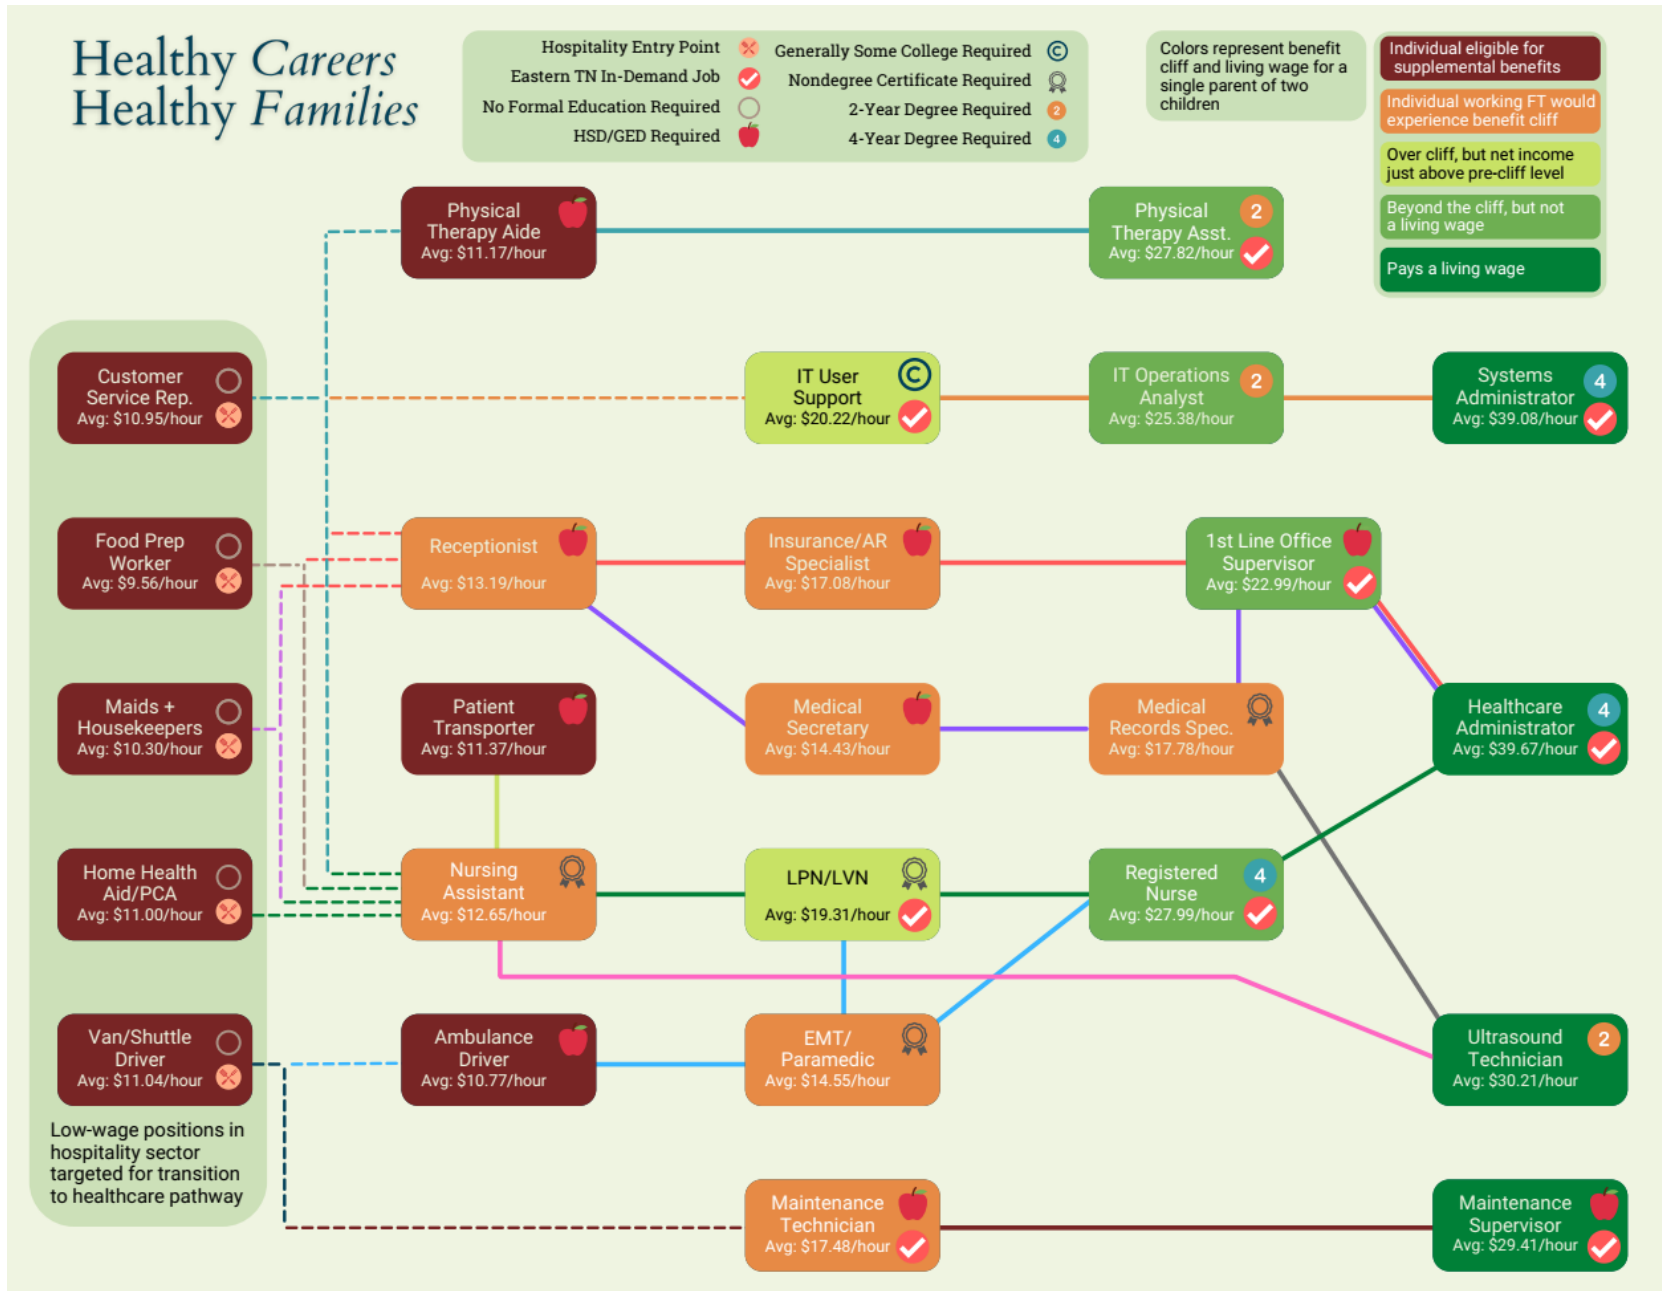 Healthy Careers
Healthy Families
Hospitality Entry Point
Eastern TN In-Demand Job
No Formal Education Required
HSD/GED Required
Generally Some College Required
©
Nondegree Certificate Required
2-Year Degree Required
2
4-Year Degree Required
4
Colors represent benefit
cliff and living wage for a
single parent of two
children
Individual eligible for
supplemental benefits
Individual working FT would
experience benefit cliff
Over cliff, but net income
just above pre-cliff level
Beyond the cliff, but not
a living wage
Pays a living wage
Physical
Therapy Aide
Avg: $11.17/hour
Physical
Therapy Asst.
Avg: $27.82/hour
2
Customer
Service Rep.
Avg: $10.95/hour
IT User
Support
Avg: $20.22/hour
©
IT Operations
Analyst
Avg: $25.38/hour
2
Systems
Administrator
Avg: $39.08/hour
4
Food Prep
Worker
Avg: $9.56/hour
Receptionist
Avg: $13.19/hour
Insurance/AR
Specialist
Avg: $17.08/hour
1st Line Office
Supervisor
Avg: $22.99/hour
Maids +
Housekeepers
Avg: $10.30/hour
Patient
Transporter
Avg: $11.37/hour
Medical
Secretary
Avg: $14.43/hour
Medical
Records Spec.
Avg: $17.78/hour
Healthcare
Administrator
Avg: $39.67/hour
4
Home Health
Aid/PCA
Avg: $11.00/hour
Nursing
Assistant
Avg: $12.65/hour
LPN/LVN
Avg: $19.31/hour
Registered
Nurse
Avg: $27.99/hour
4
Van/Shuttle
Driver
Avg: $11.04/hour
Ambulance
Driver
Avg: $10.77/hour
EMT/
Paramedic
Avg: $14.55/hour
Ultrasound
Technician
Avg: $30.21/hour
2
Low-wage positions in
hospitality sector
targeted for transition
to healthcare pathway
Maintenance
Technician
Avg: $17.48/hour
Maintenance
Supervisor
Avg: $29.41/hour